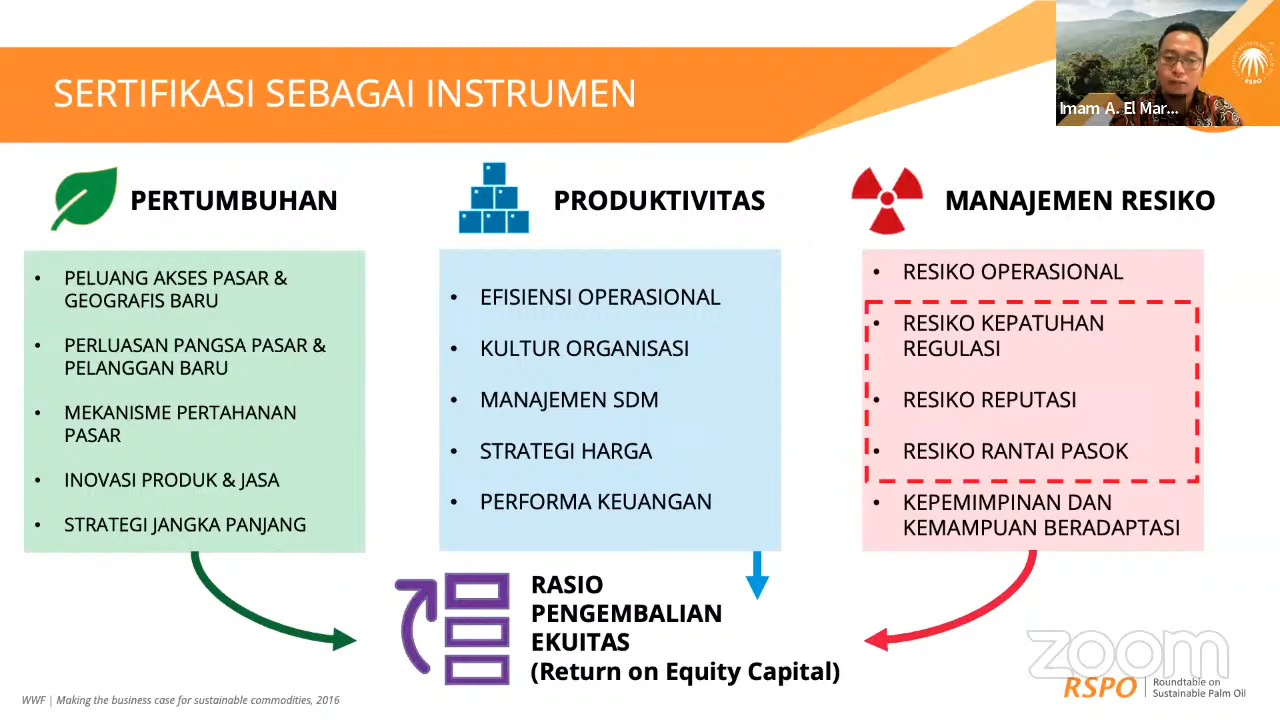 SERTIFIKASI SEBAGAI INSTRUMEN
RSPO
Imam A. El Mar...
PERTUMBUHAN
• PELUANG AKSES PASAR &
GEOGRAFIS BARU
• PERLUASAN PANGSA PASAR &
PELANGGAN BARU
• MEKANISME PERTAHANAN
PASAR
• INOVASI PRODUK & JASA
• STRATEGI JANGKA PANJANG
PRODUKTIVITAS
• EFISIENSI OPERASIONAL
• KULTUR ORGANISASI
• MANAJEMEN SDM
• STRATEGI HARGA
• PERFORMA KEUANGAN
MANAJEMEN RESIKO
• RESIKO OPERASIONAL
• RESIKO KEPATUHAN
REGULASI
• RESIKO REPUTASI
• RESIKO RANTAI PASOK
• KEPEMIMPINAN DAN
KEMAMPUAN BERADAPTASI
RASIO
PENGEMBALIAN
EKUITAS
(Return on Equity Capital)
zoom
RSPO
Roundtable on
Sustainable Palm Oil
WWF | Making the business case for sustainable commodities, 2016